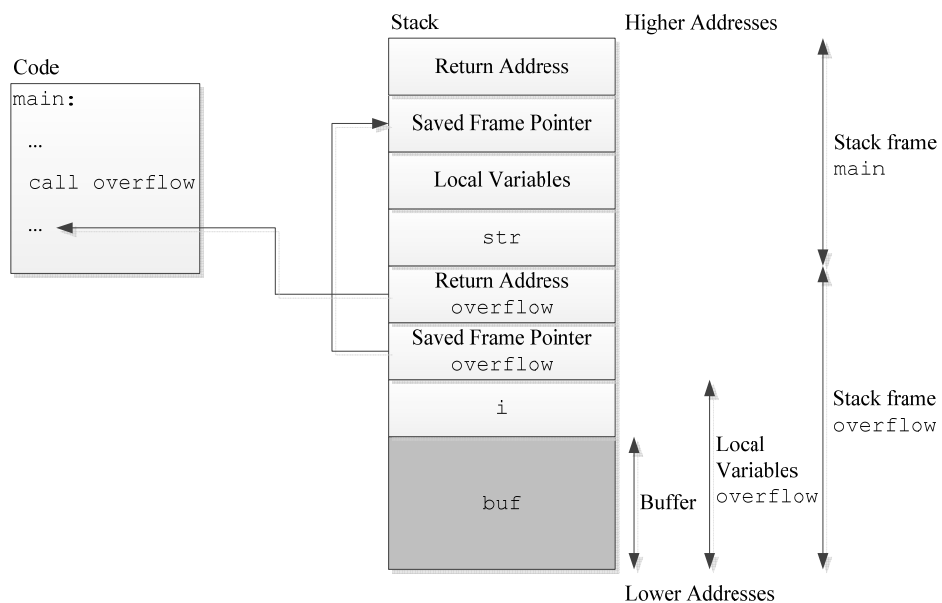 Stack
Higher Addresses
Code
main:
...
call overflow
...
Return Address
Saved Frame Pointer
Local Variables
str
Return Address
overflow
Saved Frame Pointer
overflow
i
buf
Buffer
Local
Variables
overflow
Stack frame
main
Stack frame
overflow
Lower Addresses